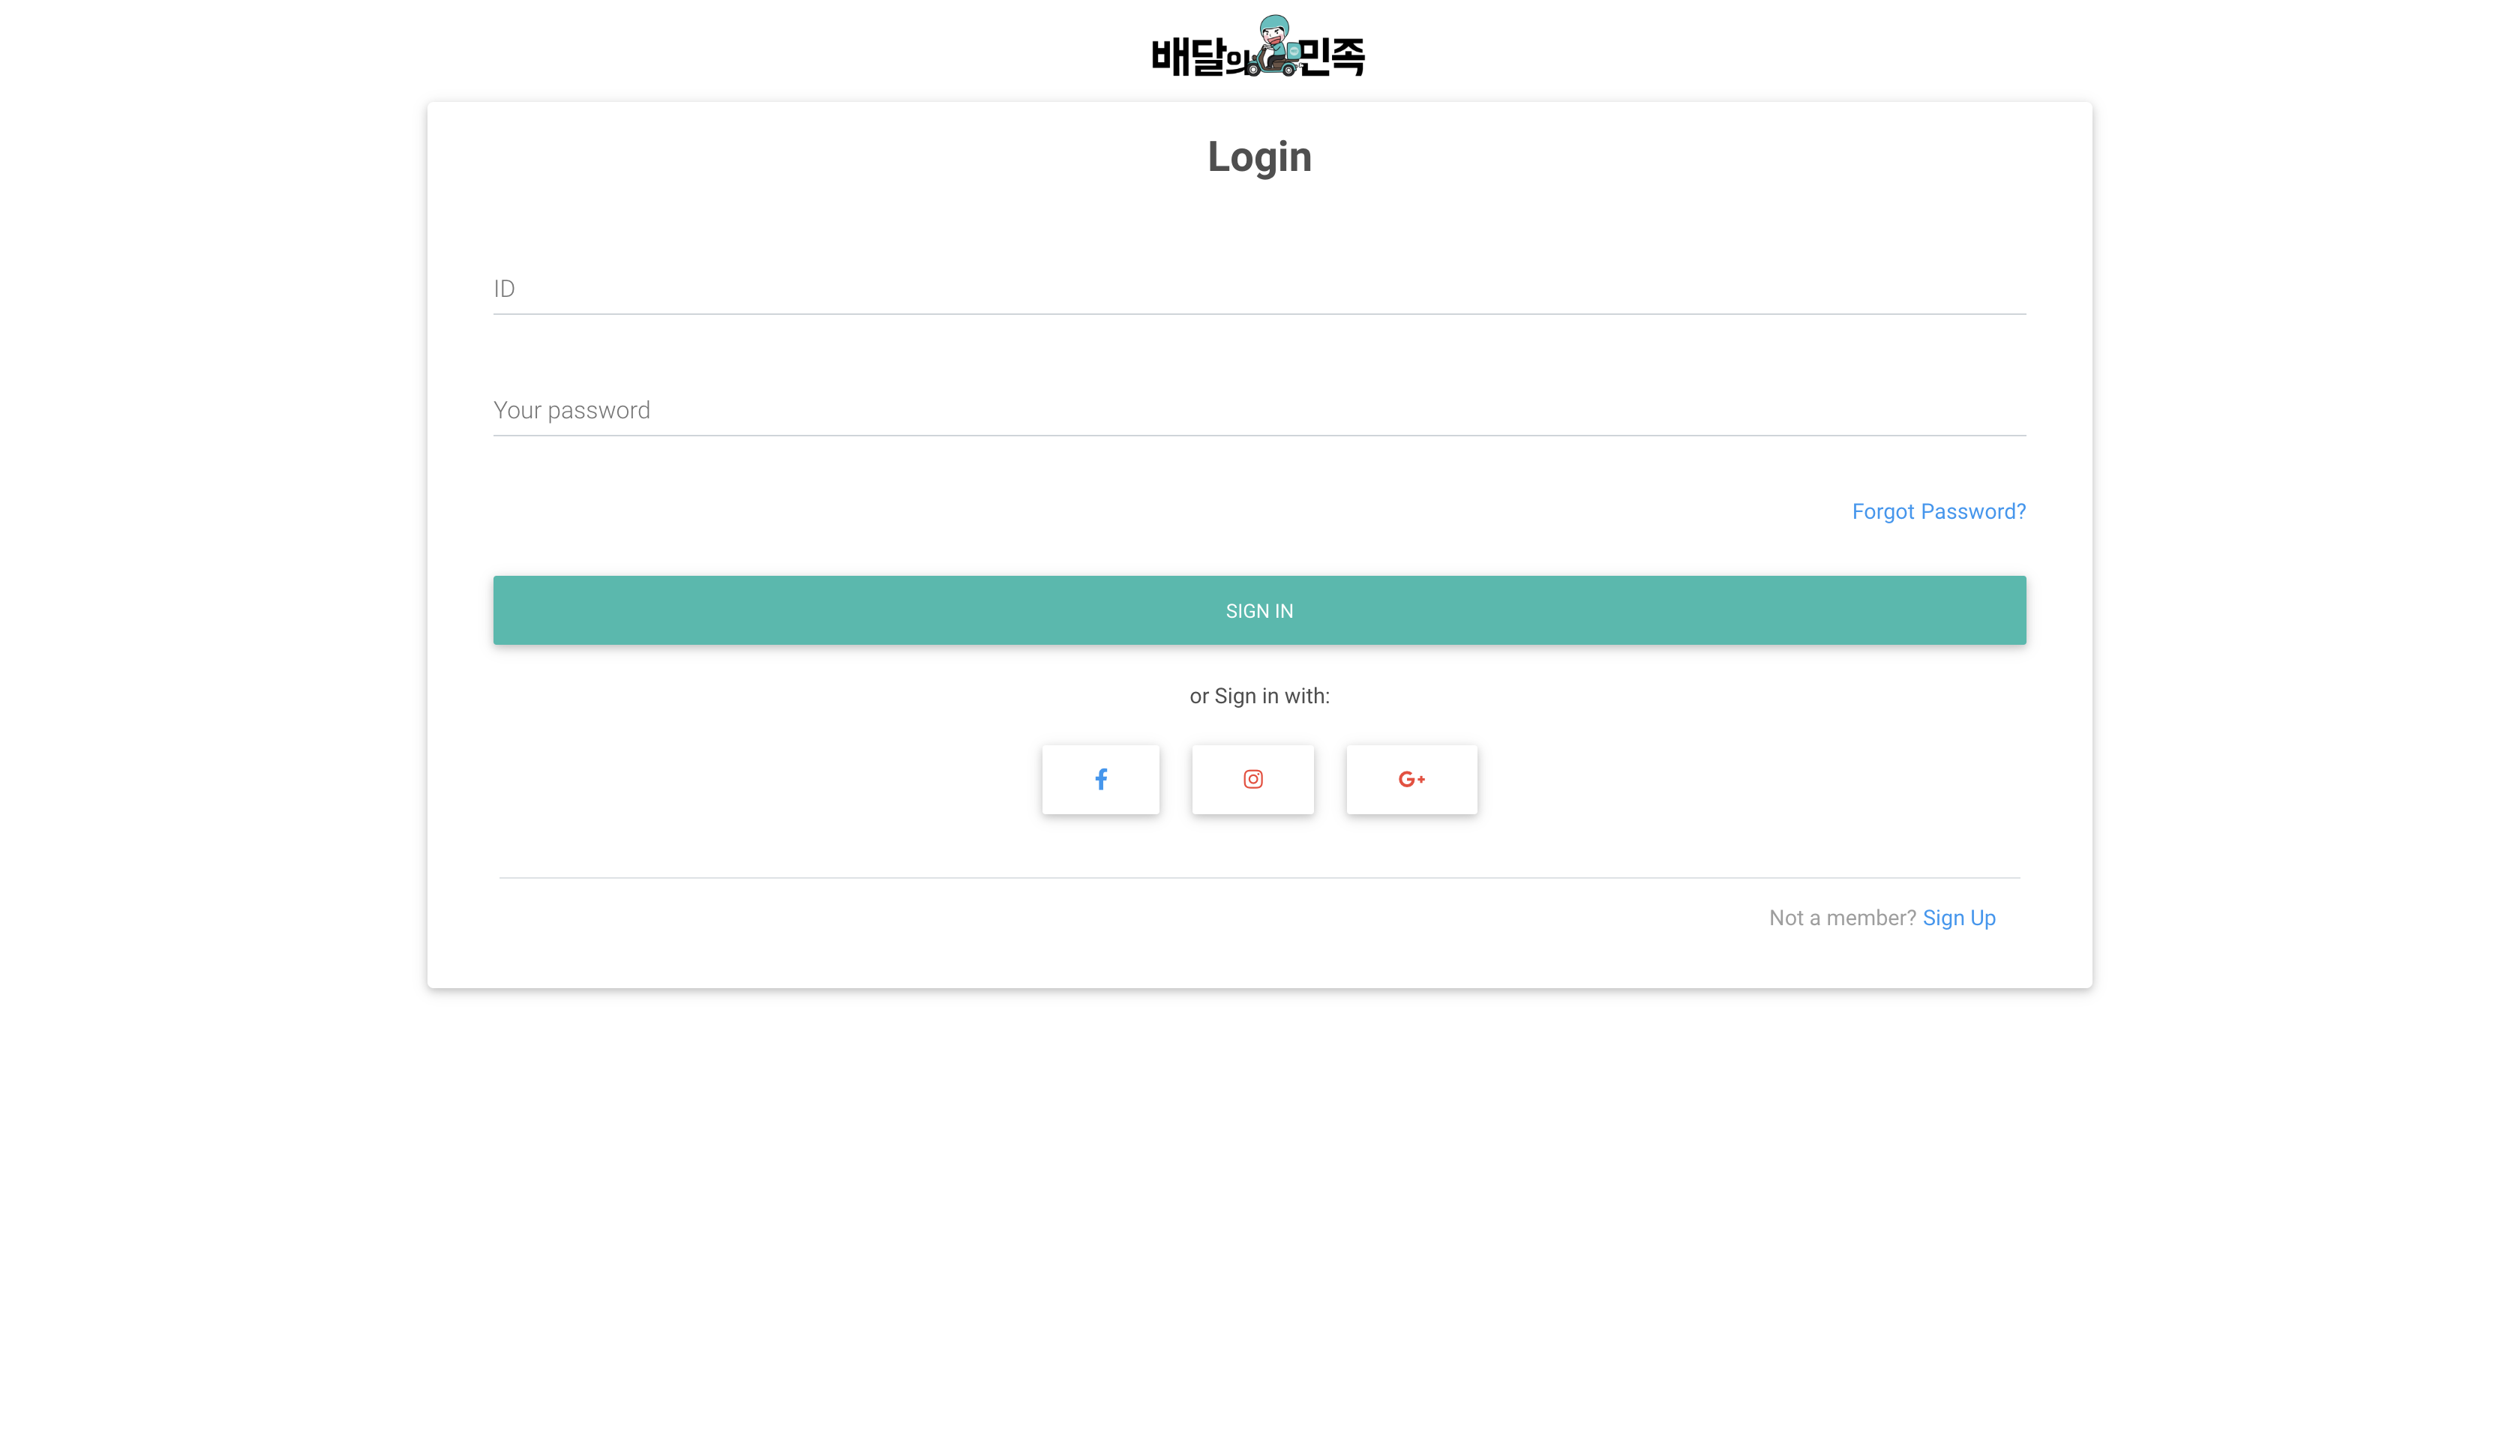 배달의민족
Login
ID
Your password
Forgot Password?
SIGN IN
or Sign in with:
G+
Not a member? Sign Up